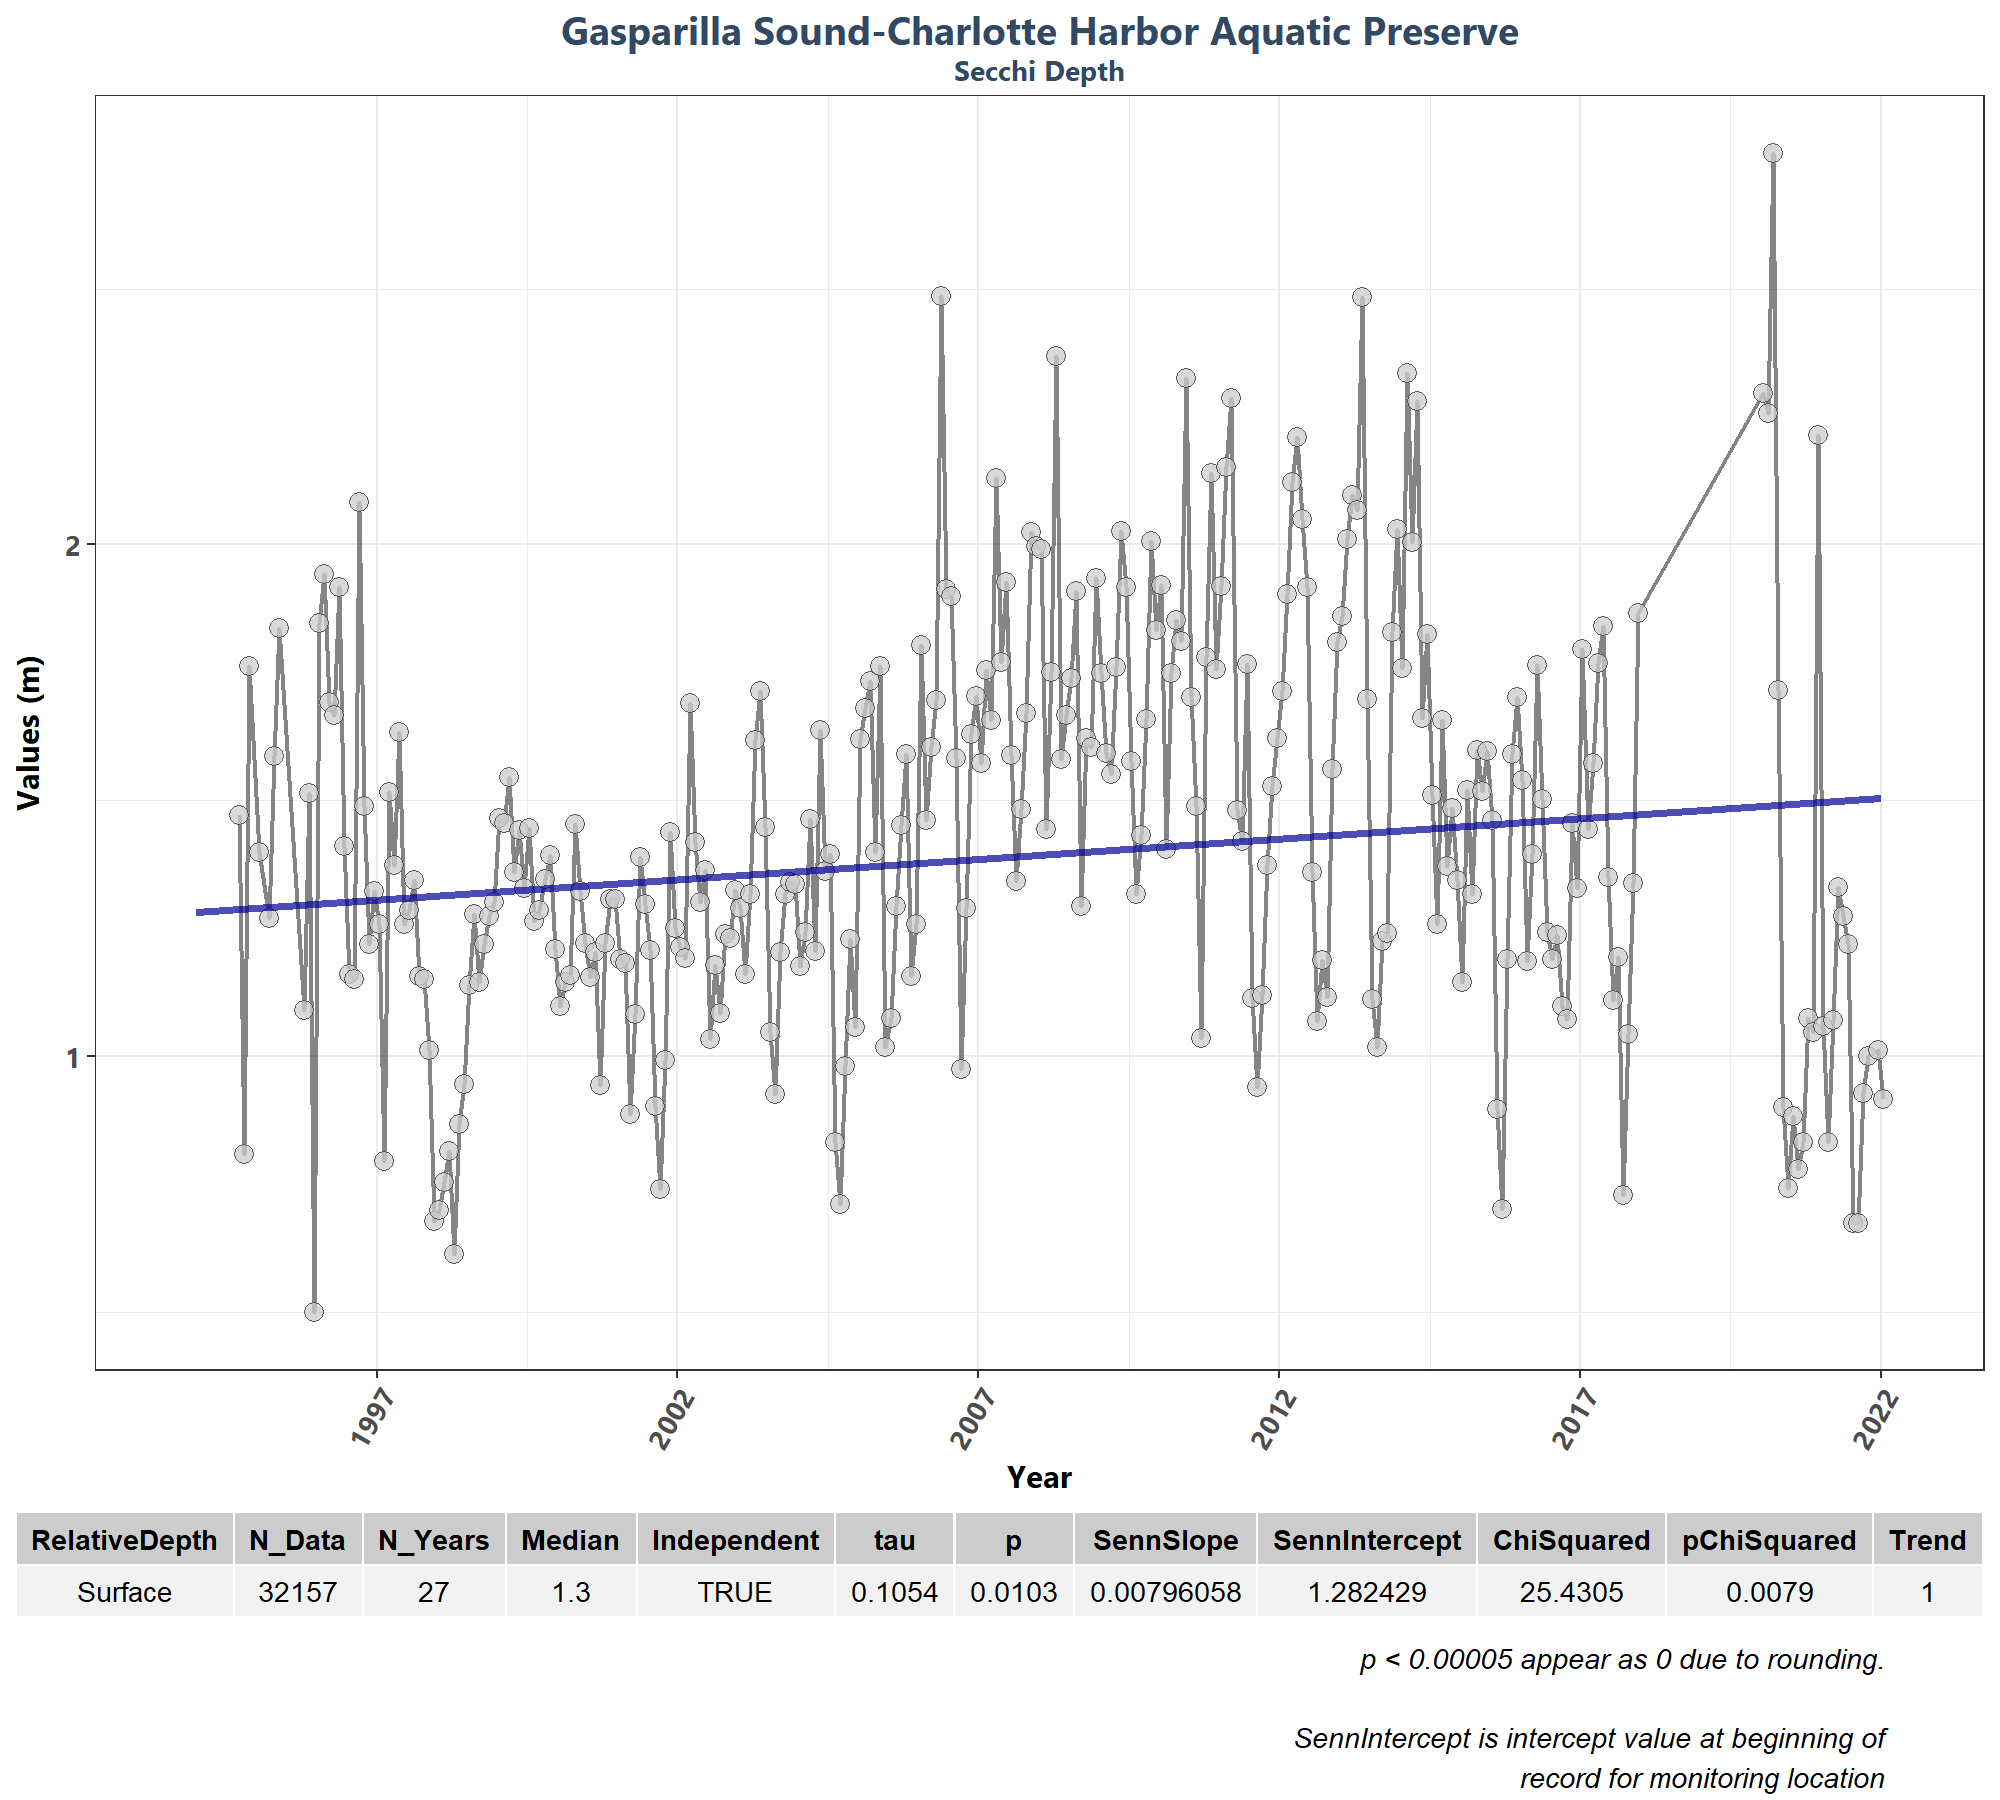 Gasparilla Sound-Charlotte Harbor Aquatic Preserve
Secchi Depth
Values (m)
2
1
1997 2002 2007 2012 2017 2022
Year
RelativeDepth N_Data N_Years Median Independent tau p SennSlope SennIntercept ChiSquared pChiSquared Trend
Surface 32157 27 1.3 TRUE 0.1054 0.0103 0.00796058 1.282429 25.4305 0.0079 1
p < 0.00005 appear as 0 due to rounding.
SennIntercept is intercept value at beginning of
record for monitoring location